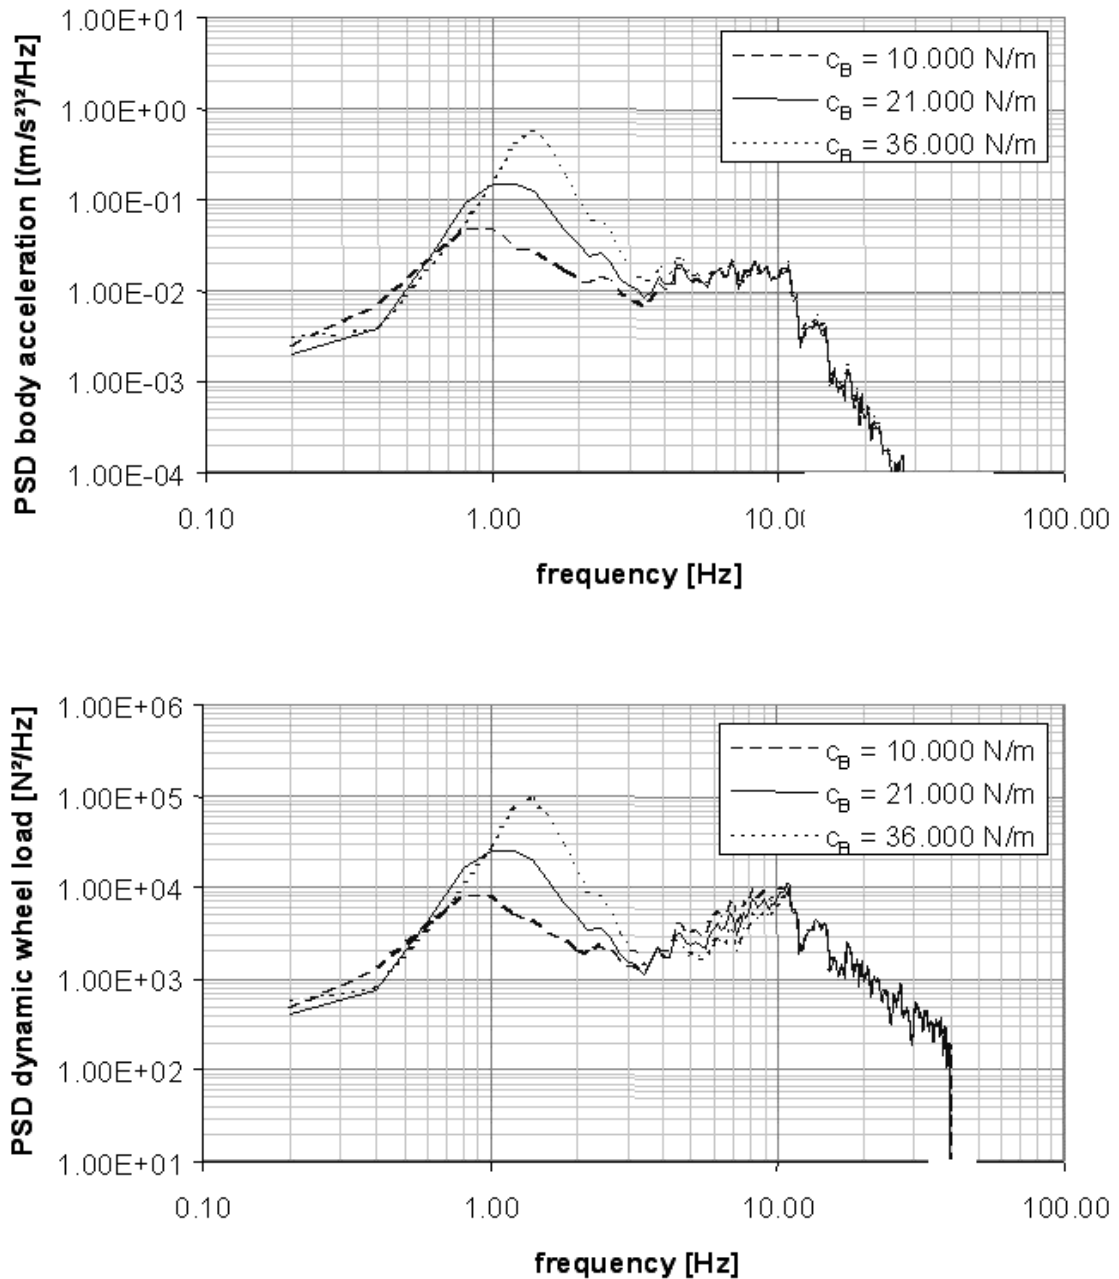 1.00E+01
1.00E+00
1.00E-01
1.00E-02
1.00E-03
1.00E-04
PSD body acceleration [(m/s²)²/Hz]
c_B = 10.000 N/m
c_B = 21.000 N/m
c_B = 36.000 N/m
0.10 1.00 10.0( 100.00
frequency [Hz]
1.00E+06
1.00E+05
1.00E+04
1.00E+03
1.00E+02
1.00E+01
PSD dynamic wheel load [N²/Hz]
c_B = 10.000 N/m
c_B = 21.000 N/m
c_B = 36.000 N/m
0.10 1.00 10.00 100.00
frequency [Hz]